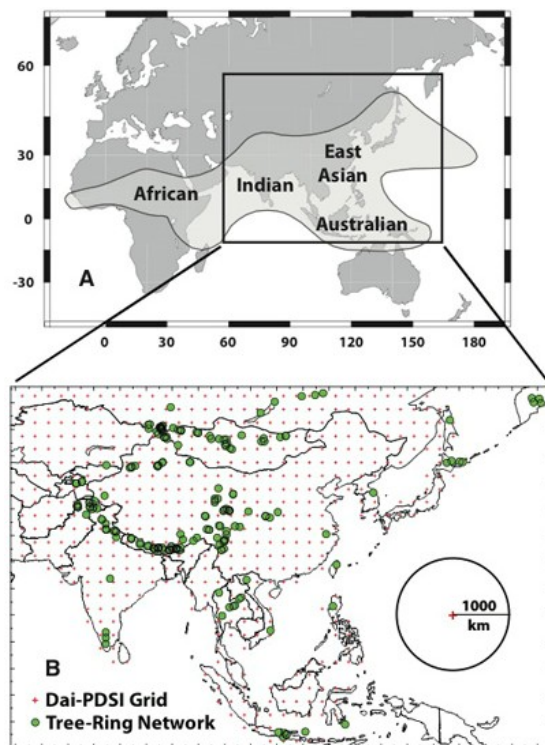 60
30
0
-30
African
Indian
East
Asian
Australian
A
0 30 60 90 120 150 180
1000
km
B
+ Dai-PDSI Grid
Tree-Ring Network